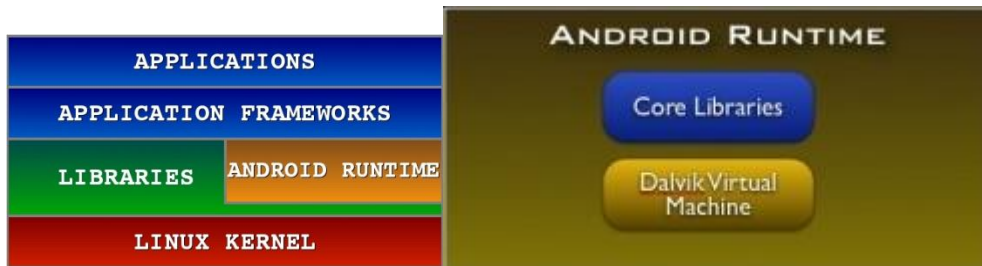 APPLICATIONS
APPLICATION FRAMEWORKS
LIBRARIES
ANDROID RUNTIME
LINUX KERNEL
ANDROID RUNTIME
Core Libraries
Dalvik Virtual
Machine